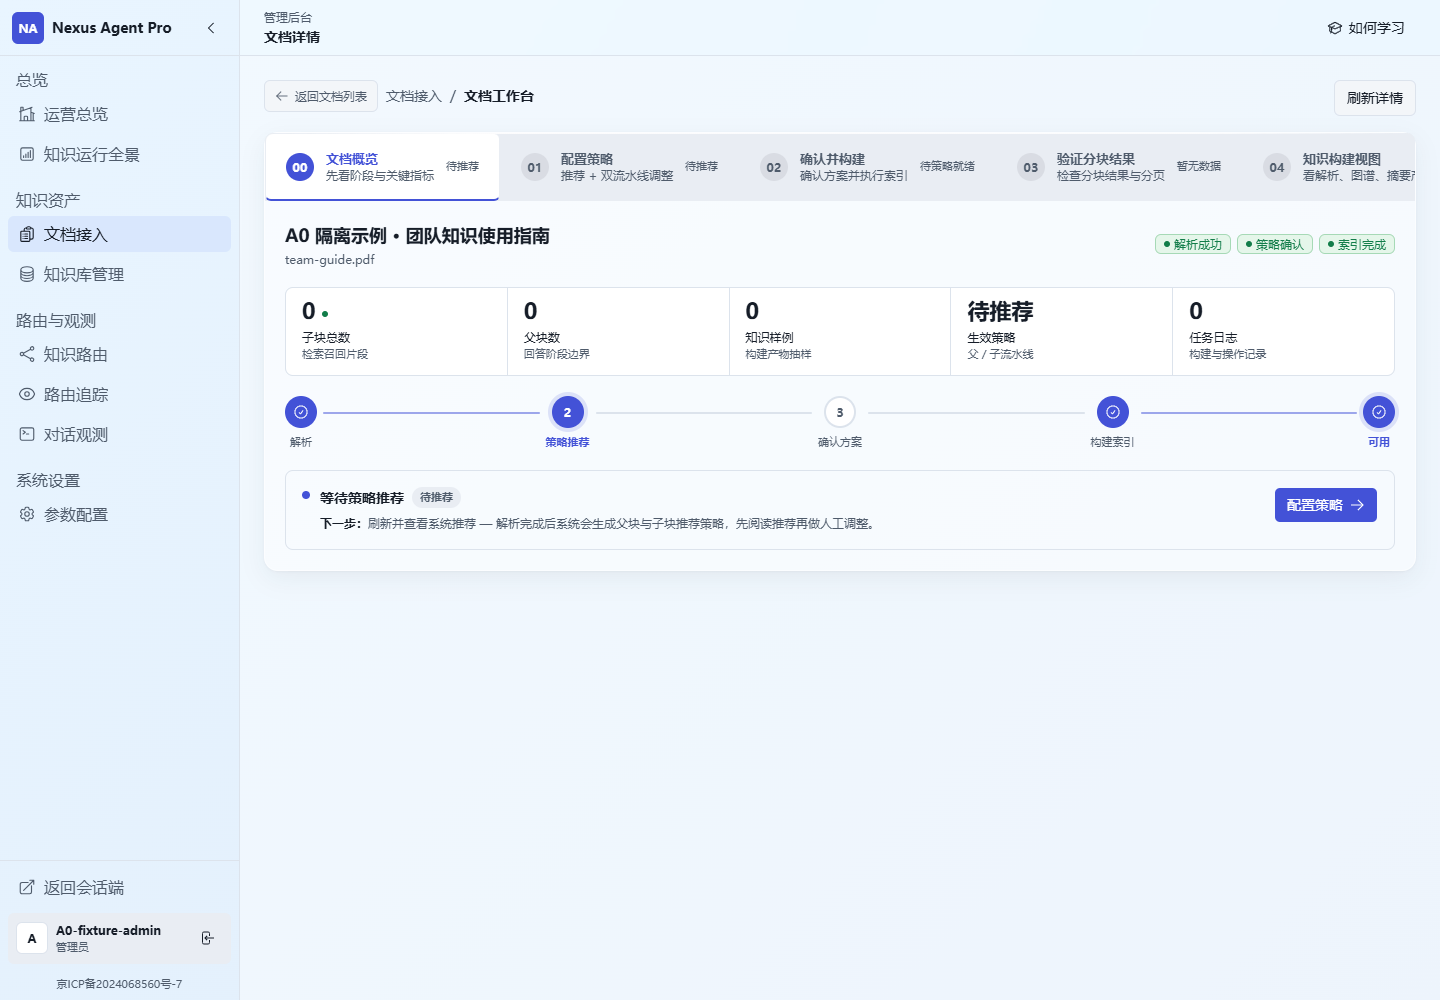 NA
Nexus Agent Pro
总览
运营总览
知识运行全景
知识资产
文档接入
知识库管理
路由与观测
知识路由
路由追踪
对话观测
系统设置
参数配置
返回会话端
A
A0-fixture-admin
管理员
京ICP备2024068560号-7
管理后台
文档详情
如何学习
返回文档列表
文档接入 / 文档工作台
刷新详情
00
文档概览
先看阶段与关键指标
待推荐
01
配置策略
推荐 + 双流水线调整
待推荐
02
确认并构建
确认方案并执行索引
待策略就绪
03
验证分块结果
检查分块结果与分页
暂无数据
04
知识构建视图
看解析、图谱、摘要
A0 隔离示例 · 团队知识使用指南
team-guide.pdf
解析成功
策略确认
索引完成
0
子块总数
检索召回片段
0
父块数
回答阶段边界
0
知识样例
构建产物抽样
待推荐
生效策略
父 / 子流水线
0
任务日志
构建与操作记录
解析
2
策略推荐
3
确认方案
构建索引
可用
等待策略推荐
待推荐
下一步：刷新并查看系统推荐 — 解析完成后系统会生成父块与子块推荐策略，先阅读推荐再做人工调整。
配置策略